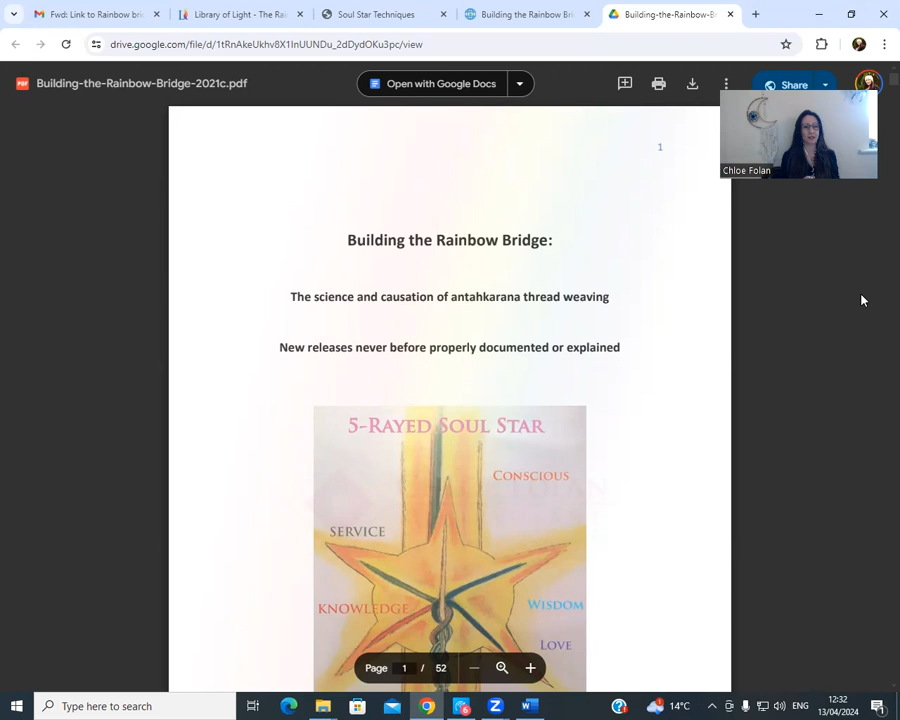 Fwd: Link to Rainbow bri
Library of Light - The Rai
Soul Star Techniques
Building the Rainbow Bri
Building-the-Rainbow-B
drive.google.com/file/d/1tRnAkeUkhv8X1InUUNDu_2dDydOKu3pc/view
PDF
Building-the-Rainbow-Bridge-2021c.pdf
Open with Google Docs
Share
Chloe Folan
1
Building the Rainbow Bridge:
The science and causation of antahkarana thread weaving
New releases never before properly documented or explained
5-RAYED SOUL STAR
CONSCIOUS
SERVICE
KNOWLEDGE
WISDOM
LOVE
Page 1 / 52
Type here to search
6
14°C
ENG
12:32
13/04/2024